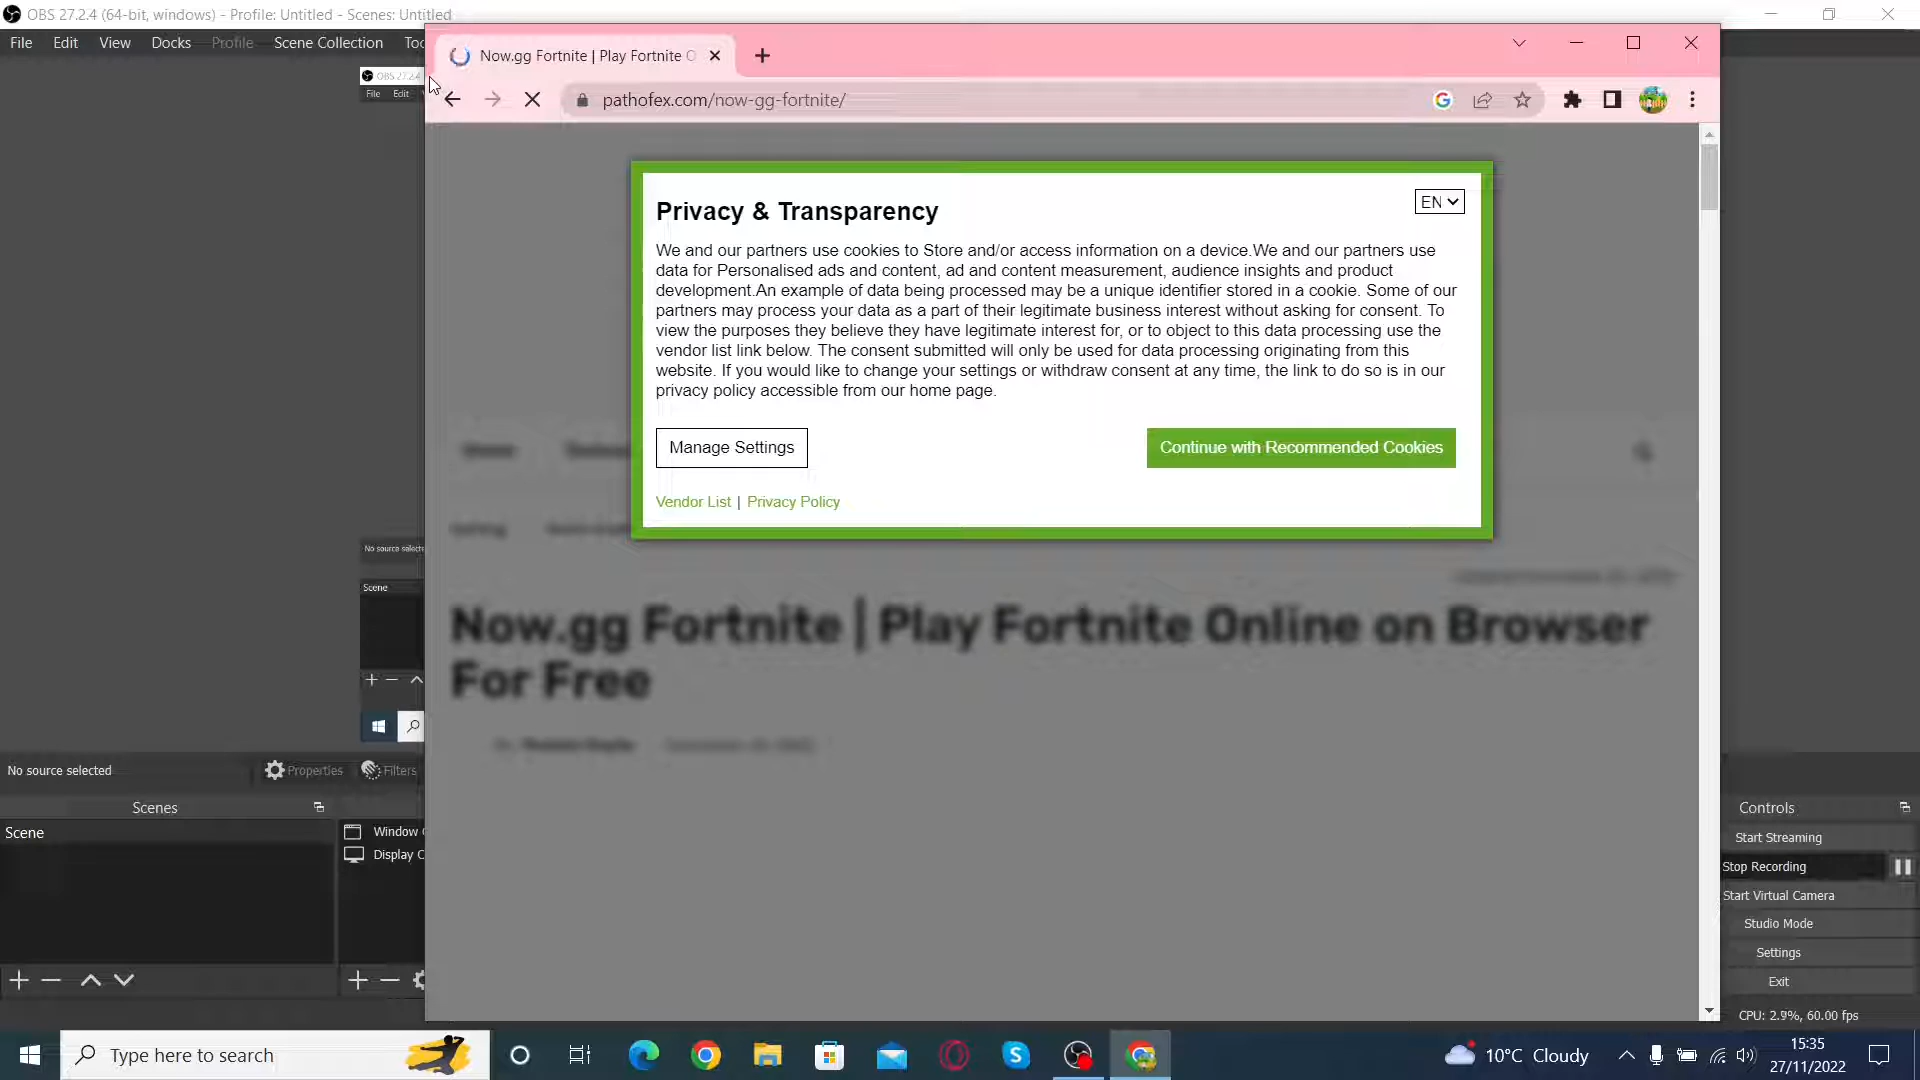 OBS 27.2.4 (64-bit, windows) - Profile: Untitled - Scenes: Untitled
File Edit View Docks Profile Scene Collection
Now.gg Fortnite | Play Fortnite O
pathofex.com/now-gg-fortnite/
OBS 27.2.4
File Edit
Privacy & Transparency
EN
We and our partners use cookies to Store and/or access information on a device.We and our partners use
data for Personalised ads and content, ad and content measurement, audience insights and product
development.An example of data being processed may be a unique identifier stored in a cookie. Some of our
partners may process your data as a part of their legitimate business interest without asking for consent. To
view the purposes they believe they have legitimate interest for, or to object to this data processing use the
vendor list link below. The consent submitted will only be used for data processing originating from this
website. If you would like to change your settings or withdraw consent at any time, the link to do so is in our
privacy policy accessible from our home page.
Manage Settings
Continue with Recommended Cookies
Vendor List | Privacy Policy
No source selecte
Scene
Now.gg Fortnite | Play Fortnite Online on Browser
For Free
No source selected
Properties
Filters
Scenes
Scene
Window
Display
Controls
Start Streaming
Stop Recording
Start Virtual Camera
Studio Mode
Settings
Exit
CPU: 2.9%, 60.00 fps
Type here to search
10°C Cloudy
15:35
27/11/2022